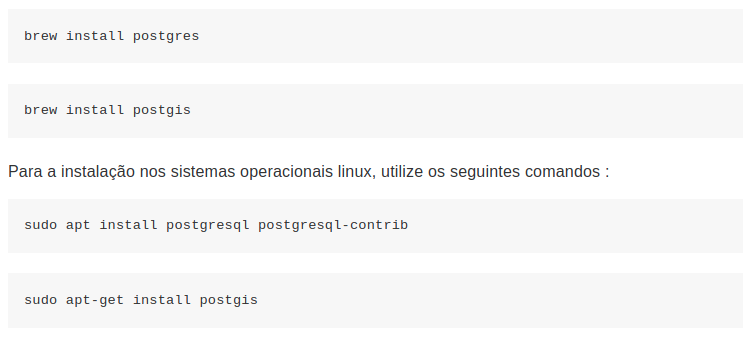 brew install postgres
brew install postgis
Para a instalação nos sistemas operacionais linux, utilize os seguintes comandos :
sudo apt install postgresql postgresql-contrib
sudo apt-get install postgis